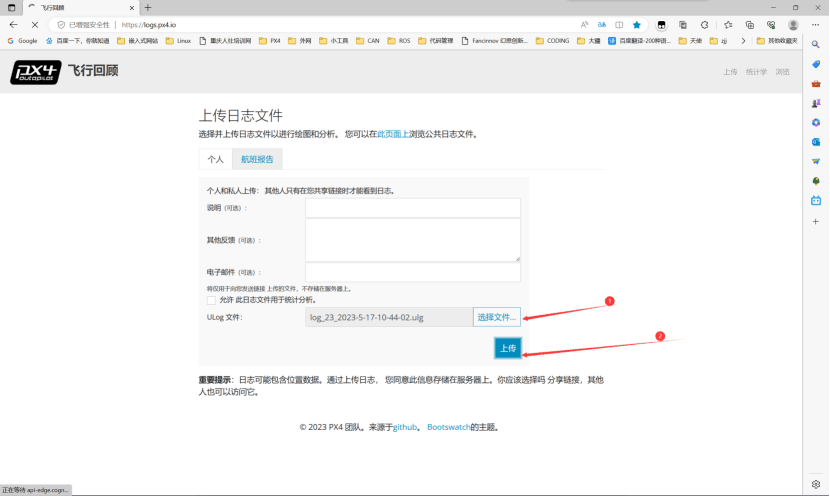 飞行回顾
已增强安全性 | https://logs.px4.io
Google 百度一下,你就知道 嵌入式网站 Linux 重庆人社培训网 PX4 外网 小工具 CAN ROS 代码管理 Fancinnov 幻思创新... CODING 大疆 百度翻译-200种语... 天使 zjj 其他收藏夹
px4 autopilot 飞行回顾
上传 统计学 浏览
上传日志文件
选择并上传日志文件以进行绘图和分析。 您可以在此页面上浏览公共日志文件。
个人 航班报告
个人和私人上传: 其他人只有在您共享链接时才能看到日志。
说明 (可选) :
其他反馈 (可选) :
电子邮件 (可选) :
将仅用于向您发送链接 上传的文件,不存储在服务器上。
允许 此日志文件用于统计分析。
ULog 文件: log_23_2023-5-17-10-44-02.ulg 选择文件... 1
上传 2
重要提示: 日志可能包含位置数据。通过上传日志, 您同意此信息存储在服务器上。你应该选择吗 分享链接,其他
人也可以访问它。
© 2023 PX4 团队。来源于github。 Bootswatch的主题。
正在等待 api-edge.cogn...